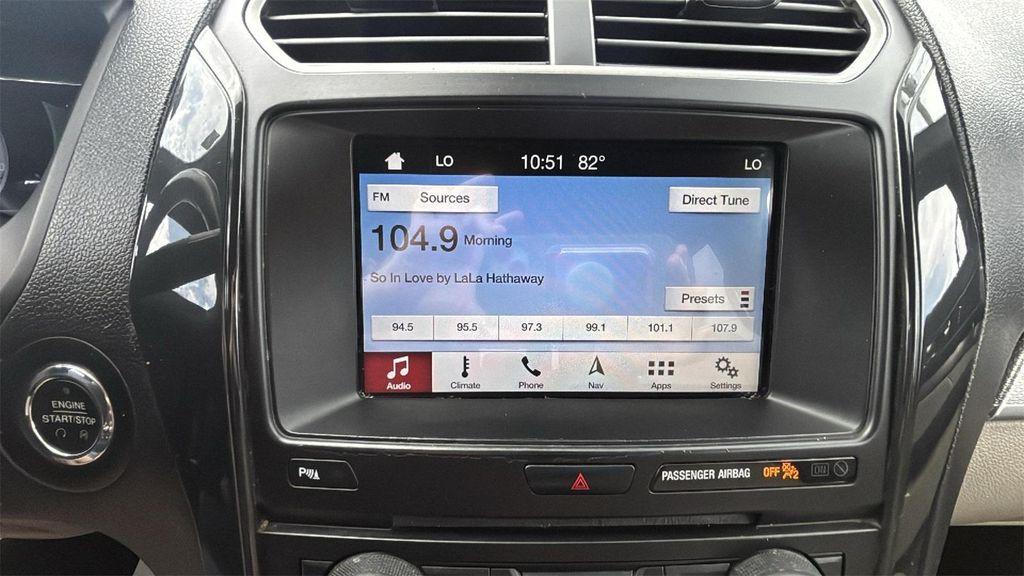 LO 10:51 82° LO
FM Sources Direct Tune
104.9 Morning
So In Love by LaLa Hathaway
Presets
94.5 95.5 97.3 99.1 101.1 107.9
Audio Climate Phone Nav Apps Settings
ENGINE
START/STOP
P
PASSENGER AIRBAG OFF 2 ON